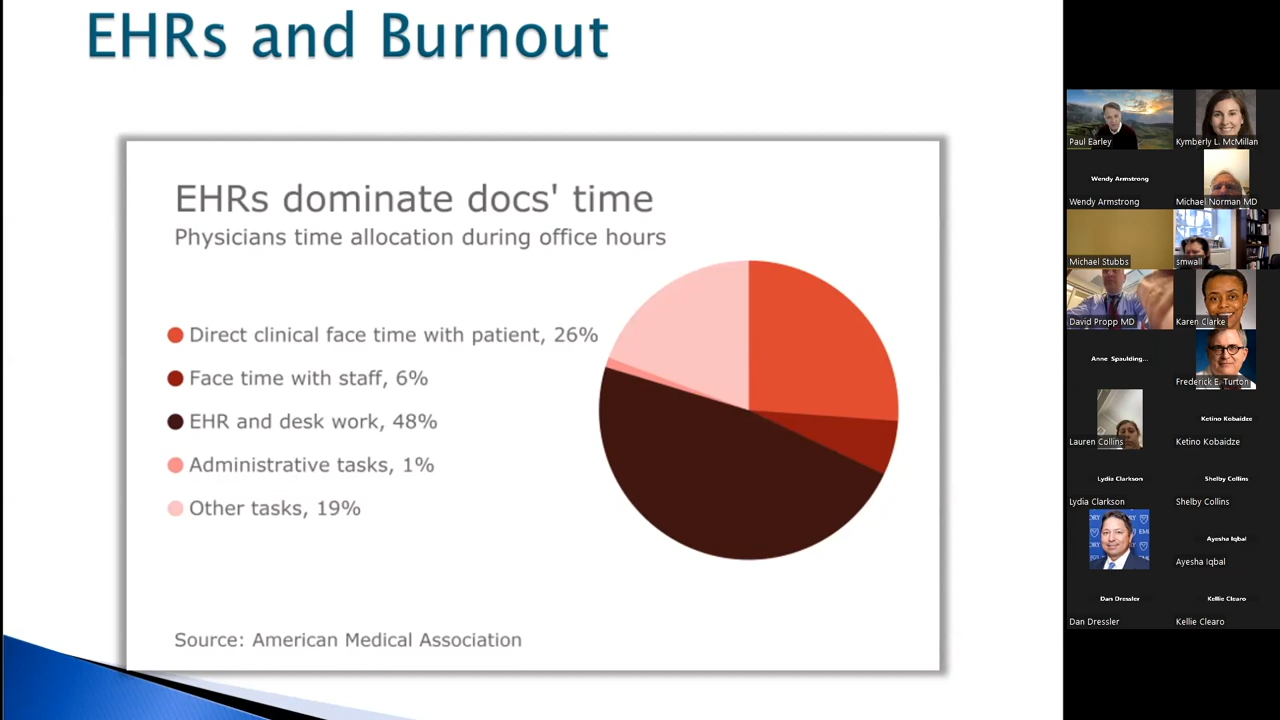 EHRs and Burnout
EHRs dominate docs' time
Physicians time allocation during office hours
Direct clinical face time with patient, 26%
Face time with staff, 6%
EHR and desk work, 48%
Administrative tasks, 1%
Other tasks, 19%
Source: American Medical Association
Paul Earley
Kymberly L. McMillan
Wendy Armstrong
Wendy Armstrong
Michael Norman MD
Michael Stubbs
smwall
David Propp MD
Karen Clarke
Anne Spaulding...
Frederick E. Turton
Lauren Collins
Ketino Kobaidze
Ketino Kobaidze
Lydia Clarkson
Shelby Collins
Lydia Clarkson
Shelby Collins
Ayesha Iqbal
Ayesha Iqbal
Dan Dressler
Kellie Clearo
Dan Dressler
Kellie Clearo